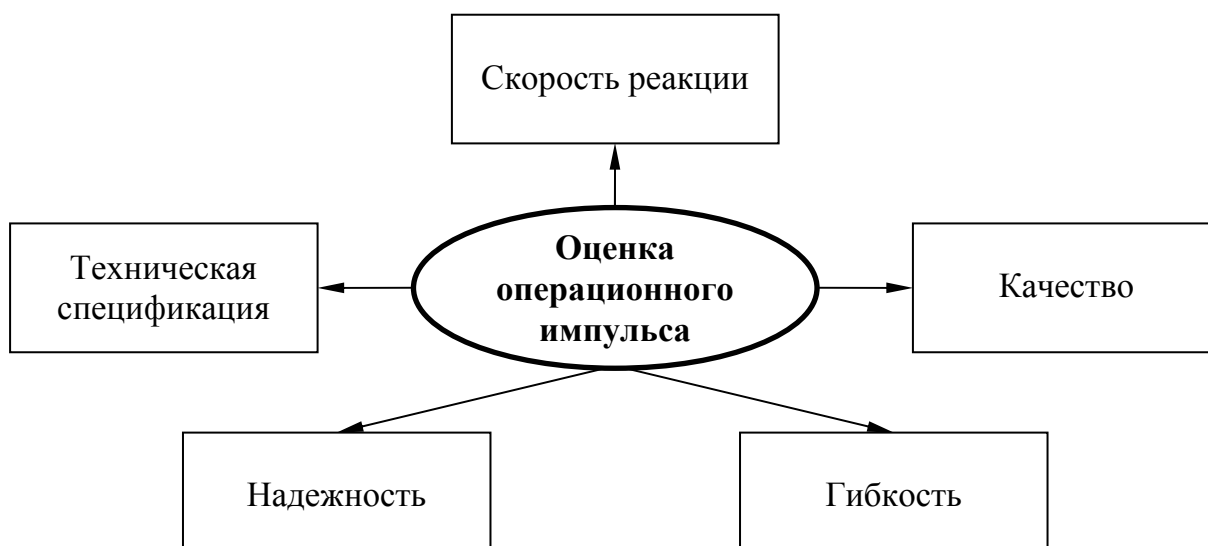 Скорость реакции
Техническая
спецификация
Оценка
операционного
импульса
Качество
Надежность
Гибкость